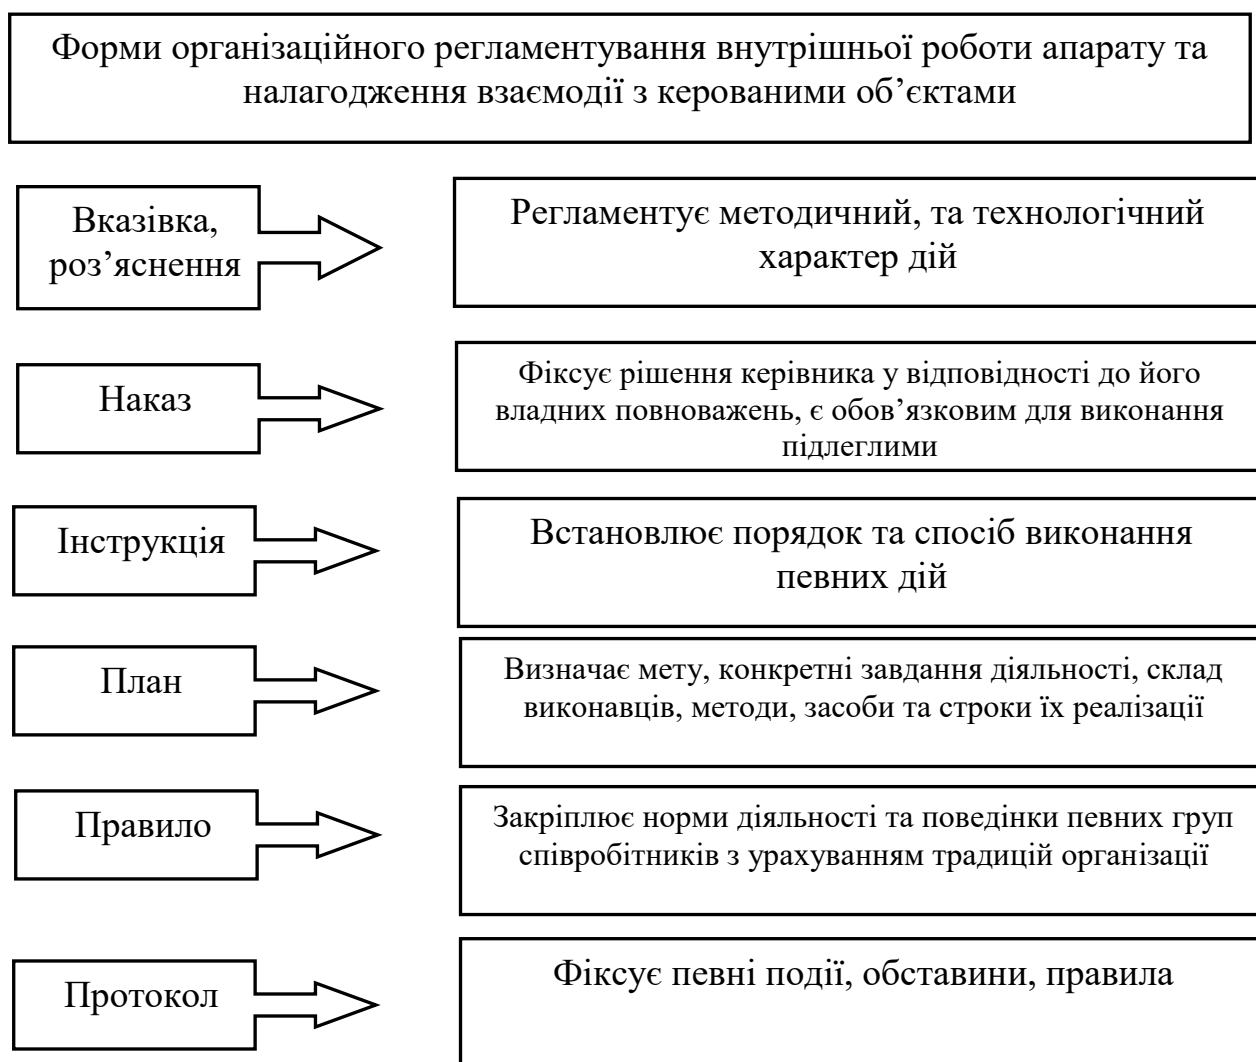 Форми організаційного регламентування внутрішньої роботи апарату та
налагодження взаємодії з керованими об’єктами
Вказівка,
роз’яснення
Регламентує методичний, та технологічний
характер дій
Наказ
Фіксує рішення керівника у відповідності до його
владних повноважень, є обов’язковим для виконання
підлеглими
Інструкція
Встановлює порядок та спосіб виконання
певних дій
План
Визначає мету, конкретні завдання діяльності, склад
виконавців, методи, засоби та строки їх реалізації
Правило
Закріплює норми діяльності та поведінки певних груп
співробітників з урахуванням традицій організації
Протокол
Фіксує певні події, обставини, правила